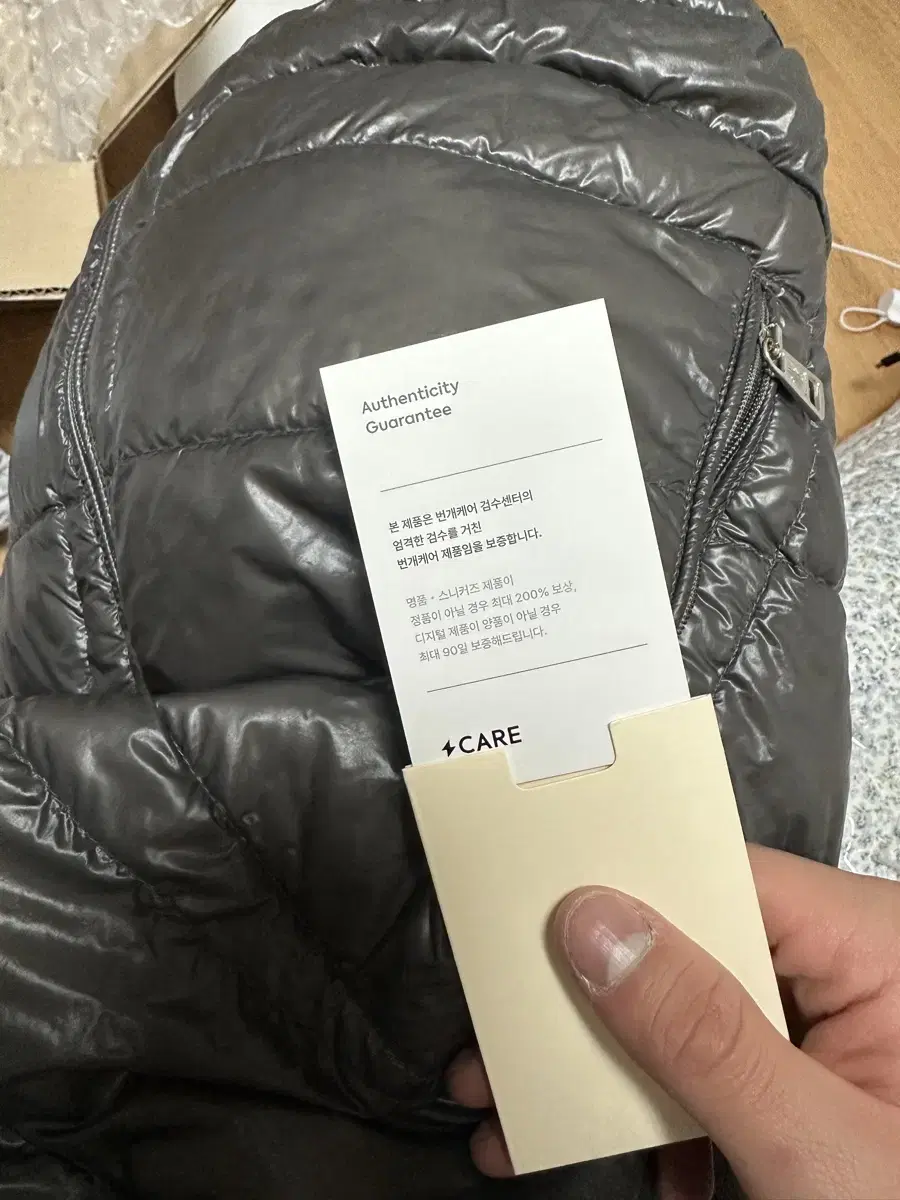 Authenticity
Guarantee
본 제품은 번개케어 검수센터의
엄격한 검수를 거친
번개케어 제품임을 보증합니다.
명품・스니커즈 제품이
정품이 아닐 경우 최대 200% 보상,
디지털 제품이 양품이 아닐 경우
최대 90일 보증해드립니다.
CARE